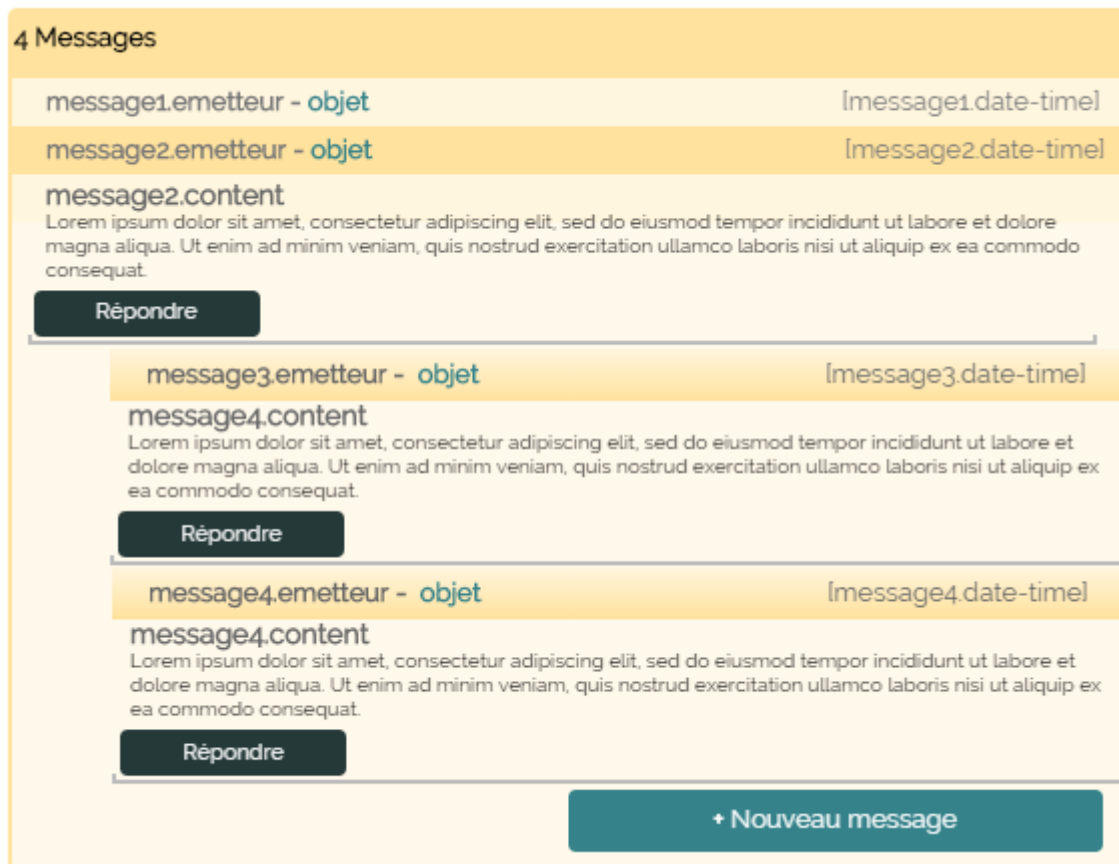 4 Messages
message1.emetteur - objet [message1.date-time]
message2.emetteur - objet [message2.date-time]
message2.content
Lorem ipsum dolor sit amet, consectetur adipiscing elit, sed do eiusmod tempor incididunt ut labore et dolore
magna aliqua. Ut enim ad minim veniam, quis nostrud exercitation ullamco laboris nisi ut aliquip ex ea commodo
consequat.
Répondre
message3.emetteur - objet [message3.date-time]
message4.content
Lorem ipsum dolor sit amet, consectetur adipiscing elit, sed do eiusmod tempor incididunt ut labore et
dolore magna aliqua. Ut enim ad minim veniam, quis nostrud exercitation ullamco laboris nisi ut aliquip ex
ea commodo consequat.
Répondre
message4.emetteur - objet [message4.date-time]
message4.content
Lorem ipsum dolor sit amet, consectetur adipiscing elit, sed do eiusmod tempor incididunt ut labore et
dolore magna aliqua. Ut enim ad minim veniam, quis nostrud exercitation ullamco laboris nisi ut aliquip ex
ea commodo consequat.
Répondre
+ Nouveau message